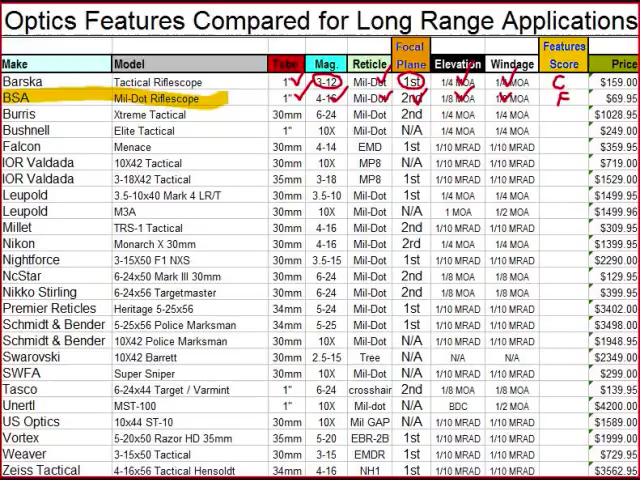 Optics Features Compared for Long Range Applications
Make Model Tube Mag. Reticle Focal Plane Elevation Windage Features Score Price
Barska Tactical Riflescope 1" 3-12 Mil-Dot 1st 1/4 MOA 1/4 MOA C $159.00
BSA Mil-Dot Riflescope 1" 4-16 Mil-Dot 2nd 1/8 MOA 1/8 MOA F $69.95
Burris Xtreme Tactical 30mm 6-24 Mil-Dot 2nd 1/4 MOA 1/4 MOA $1028.95
Bushnell Elite Tactical 1" 10X Mil-Dot N/A 1/4 MOA 1/4 MOA $209.95
Falcon Menace 30mm 4-14 EMD 1st 1/10 MRAD 1/10 MRAD $359.95
IOR Valdada 10X42 Tactical 30mm 10X MP8 N/A 1/10 MRAD 1/10 MRAD $719.00
IOR Valdada 3-18X42 Tactical 35mm 3-18 MP8 1st 1/10 MRAD 1/10 MRAD $1529.00
Leupold 3.5-10x40 Mark 4 LR/T 30mm 3.5-10 Mil-Dot 1st 1/4 MOA 1/4 MOA $1499.95
Leupold M3A 30mm 10X Mil-Dot N/A 1 MOA 1/2 MOA $1499.96
Millet TRS-1 Tactical 30mm 4-16 Mil-Dot 2nd 1/10 MRAD 1/10 MRAD $309.95
Nikon Monarch X 30mm 30mm 4-16 Mil-Dot 2rd 1/4 MOA 1/4 MOA $1399.95
Nightforce 3-15X50 F1 NXS 30mm 3.5-15 Mil-Dot 1st 1/10 MRAD 1/10 MRAD $2290.00
NcStar 6-24x50 Mark III 30mm 30mm 6-24 Mil-Dot 2nd 1/8 MOA 1/8 MOA $129.95
Nikko Stirling 6-24x56 Targetmaster 30mm 6-24 Mil-Dot 2nd 1/8 MOA 1/8 MOA $399.95
Premier Reticles Heritage 5-25x56 34mm 5-24 Mil-Dot 1st 1/10 MRAD 1/10 MRAD $3402.00
Schmidt & Bender 5-25x56 Police Marksman 34mm 5-25 Mil-Dot 1st 1/10 MRAD 1/10 MRAD $3498.00
Schmidt & Bender 10x42 Police Marksman 30mm 10X Mil-Dot N/A 1/10 MRAD 1/10 MRAD $1948.95
Swarovski 10X42 Barrett 30mm 2.5-15 Tree N/A N/A N/A $2349.00
SWFA Super Sniper 30mm 10X Mil-Dot N/A 1/10 MRAD 1/10 MRAD $299.00
Tasco 6-24x44 Target / Varmint 1" 6-24 crosshair 2nd 1/8 MOA 1/8 MOA $139.95
Unertl MST-100 1" 10X Mil-dot N/A BDC 1/2 MOA $4200.00
US Optics 10x44 ST-10 30mm 10X Mil GAP N/A 1/10 MRAD 1/10 MRAD $1589.00
Vortex 5-20x50 Razor HD 35mm 35mm 5-20 EBR-2B 1st 1/10 MRAD 1/10 MRAD $1999.00
Weaver 3-15x50 Tactical 30mm 3-15 EMDR 1st 1/10 MRAD 1/10 MRAD $729.95
Zeiss Tactical 4-16x56 Tactical Hensoldt 34mm 4-16 NH1 1st 1/10 MRAD 1/10 MRAD $3562.95